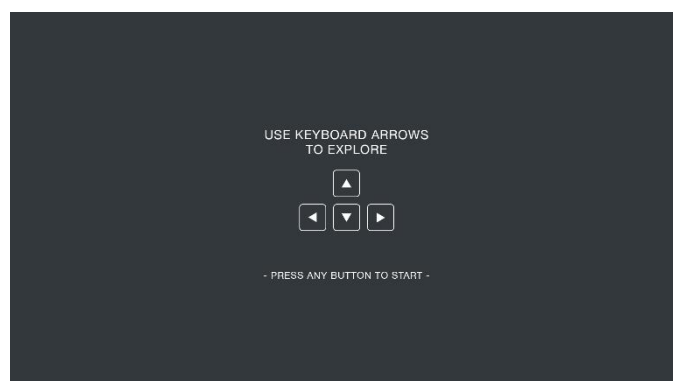 USE KEYBOARD ARROWS
TO EXPLORE
- PRESS ANY BUTTON TO START -